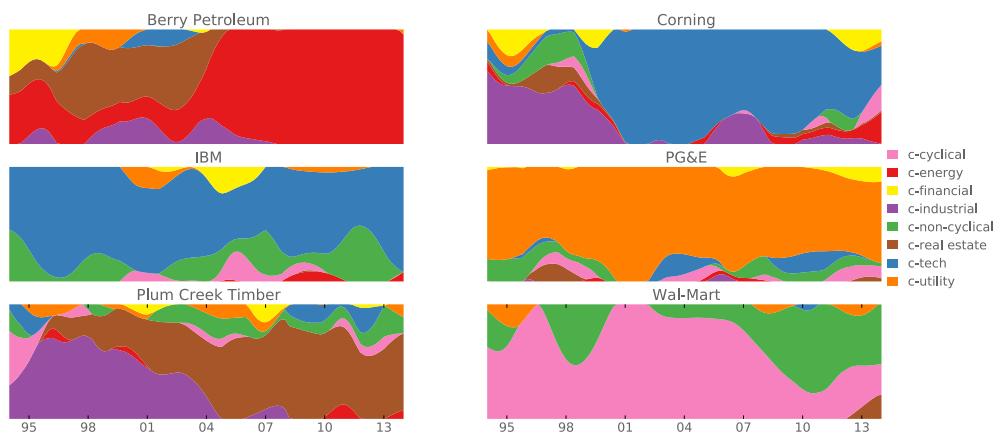 Berry Petroleum
Corning
IBM
PG&E
c-cyclical
c-energy
c-financial
c-industrial
c-non-cyclical
c-real estate
c-tech
c-utility
Plum Creek Timber
Wal-Mart
95 98 01 04 07 10 13
95 98 01 04 07 10 13